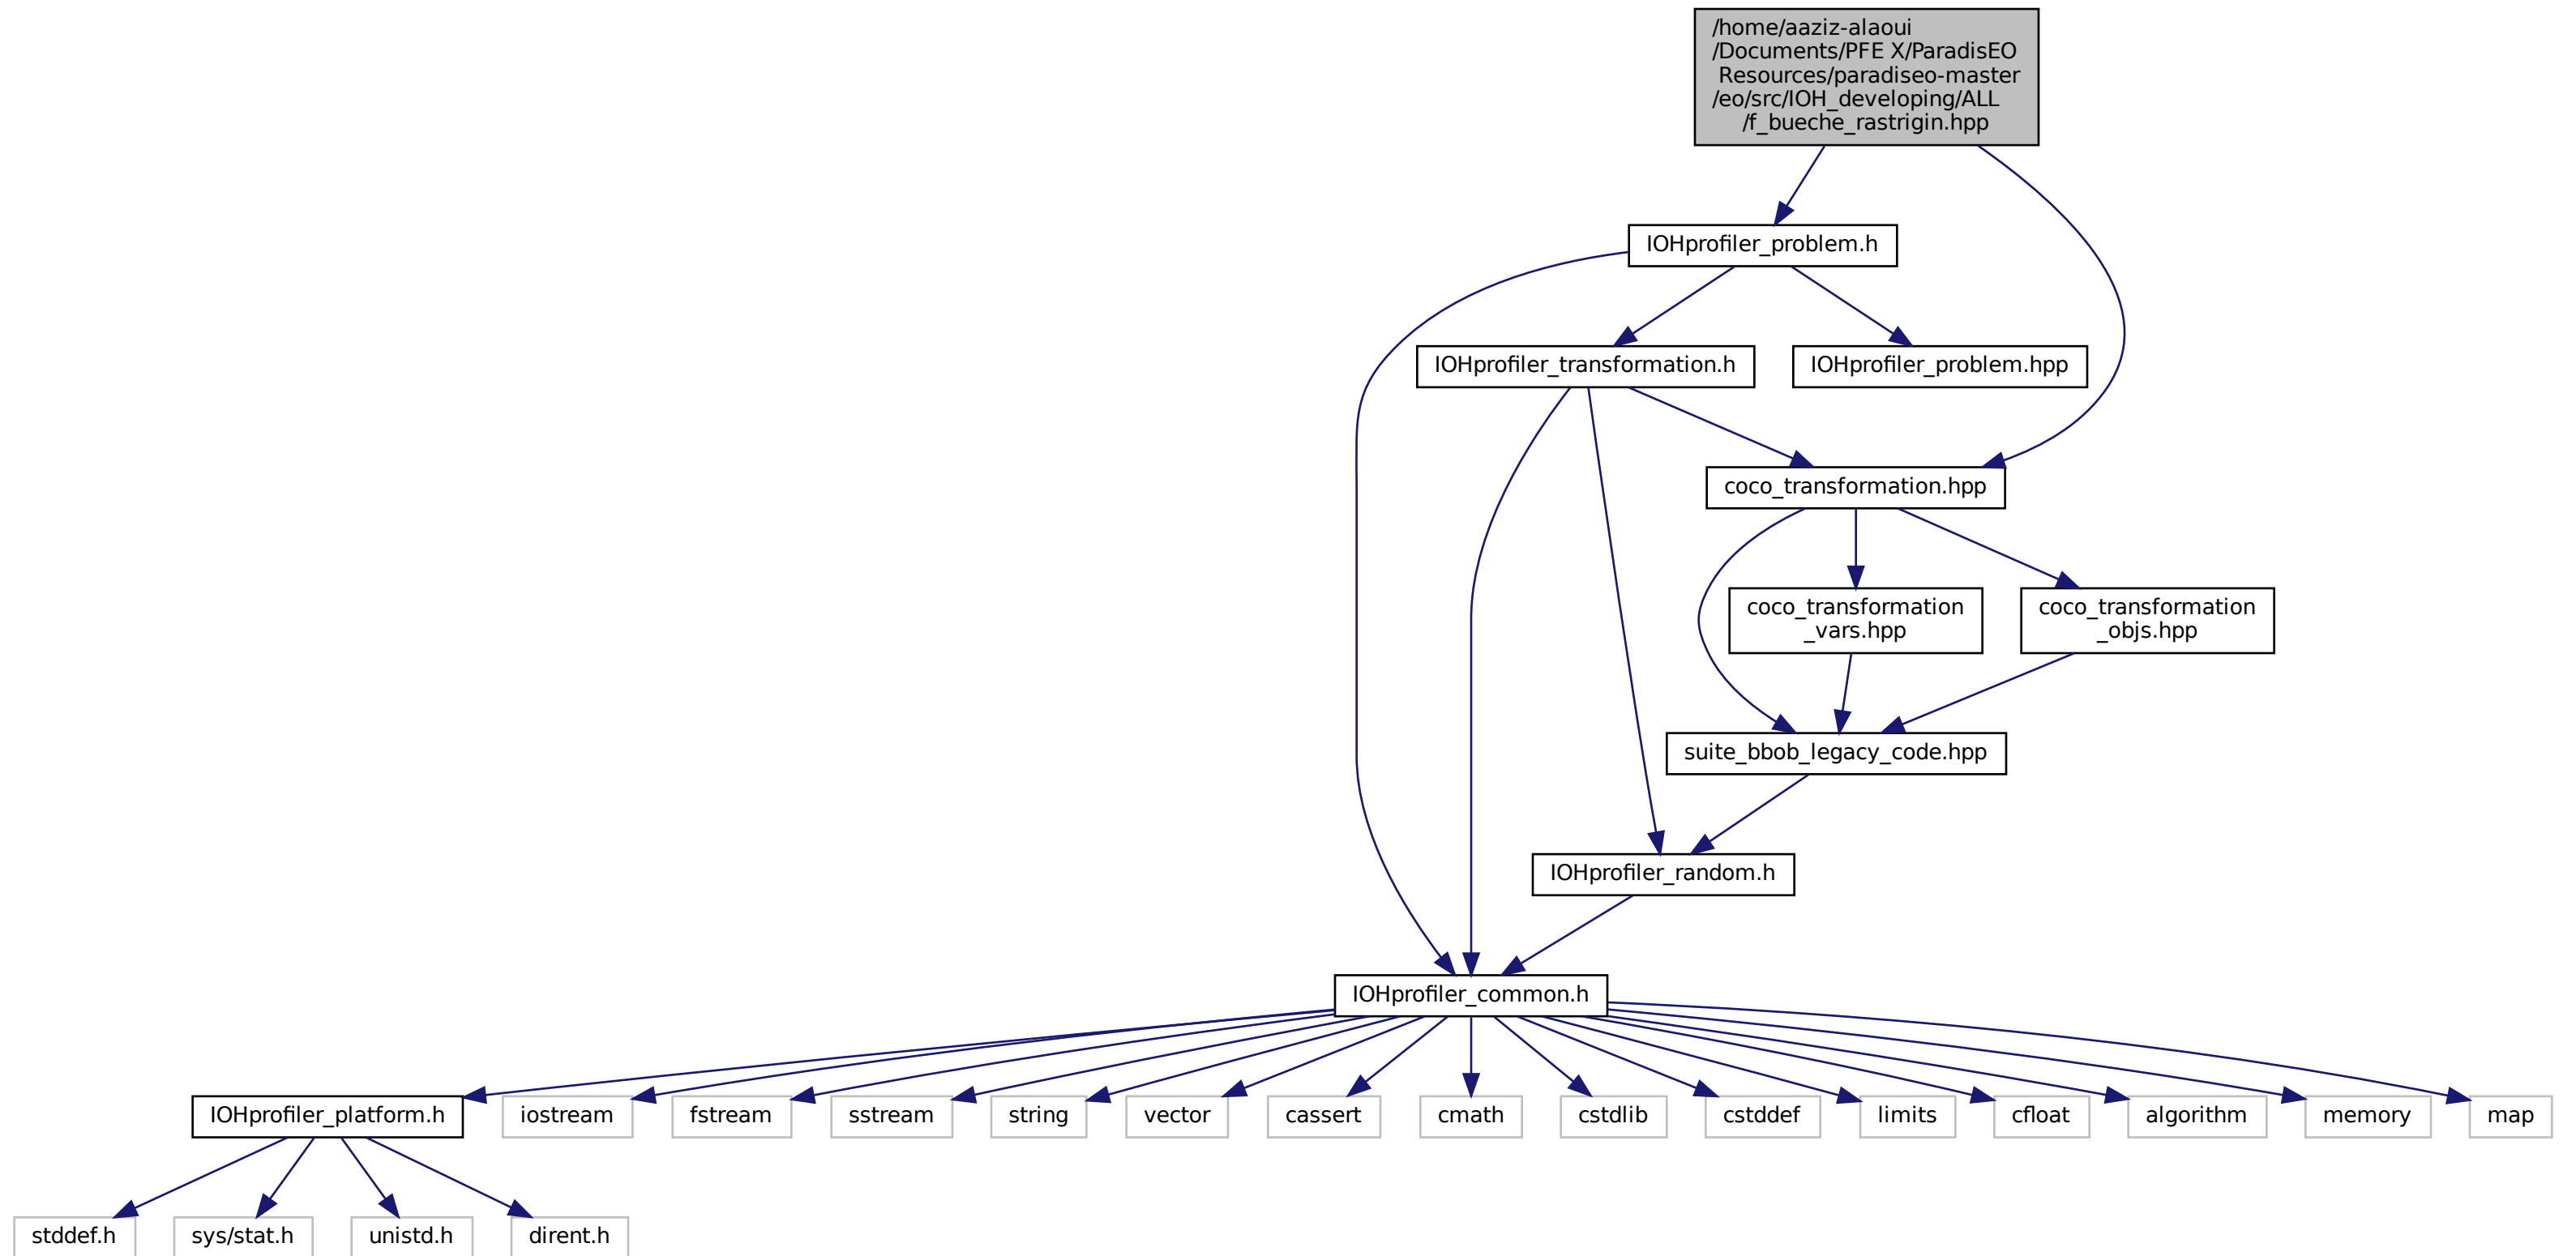 /home/aaziz-alaoui
/Documents/PFE X/ParadisEO
Resources/paradiseo-master
/eo/src/IOH_developing/ALL
/f_bueche_rastrigin.hpp
IOHprofiler_problem.h
IOHprofiler_transformation.h
IOHprofiler_problem.hpp
coco_transformation.hpp
coco_transformation
_vars.hpp
coco_transformation
_objs.hpp
suite_bbob_legacy_code.hpp
IOHprofiler_random.h
IOHprofiler_common.h
IOHprofiler_platform.h
iostream
fstream
sstream
string
vector
cassert
cmath
cstdlib
cstddef
limits
cfloat
algorithm
memory
map
stddef.h
sys/stat.h
unistd.h
dirent.h